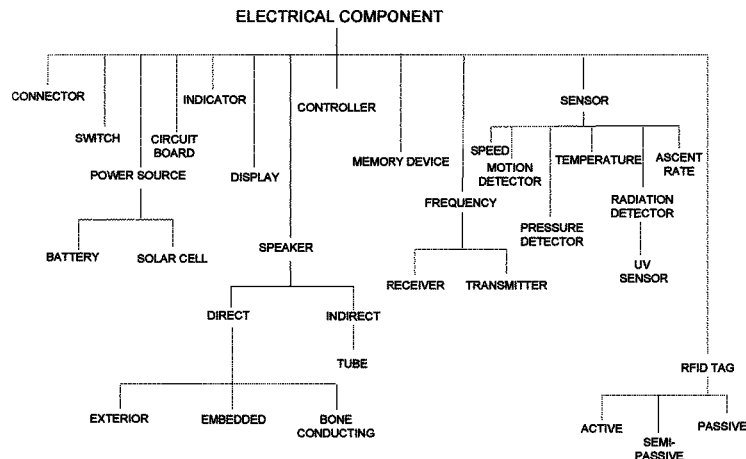 ELECTRICAL COMPONENT
CONNECTOR
SWITCH
CIRCUIT
BOARD
INDICATOR
CONTROLLER
SENSOR
POWER SOURCE
DISPLAY
MEMORY DEVICE
SPEED
MOTION
DETECTOR
TEMPERATURE
ASCENT
RATE
BATTERY
SOLAR CELL
SPEAKER
FREQUENCY
PRESSURE
DETECTOR
RADIATION
DETECTOR
RECEIVER
TRANSMITTER
UV
SENSOR
DIRECT
INDIRECT
TUBE
RFID TAG
EXTERIOR
EMBEDDED
BONE
CONDUCTING
ACTIVE
SEMI-
PASSIVE
PASSIVE